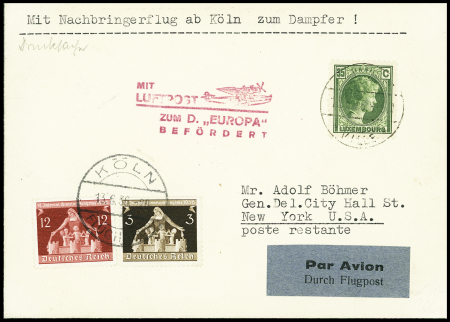 Mit Nachbringerflug ab Köln zum Dampfer !
Drucksache
MIT
LUFTPOST
ZUM D. „EUROPA“
BEFÖRDERT
35 C
LUXEMBOURG
KÖLN
12 12
Deutsches Reich
3 3
Deutsches Reich
Mr. Adolf Böhmer
Gen.Del.City Hall St.
New York U.S.A.
poste restante
Par Avion
Durch Flugpost